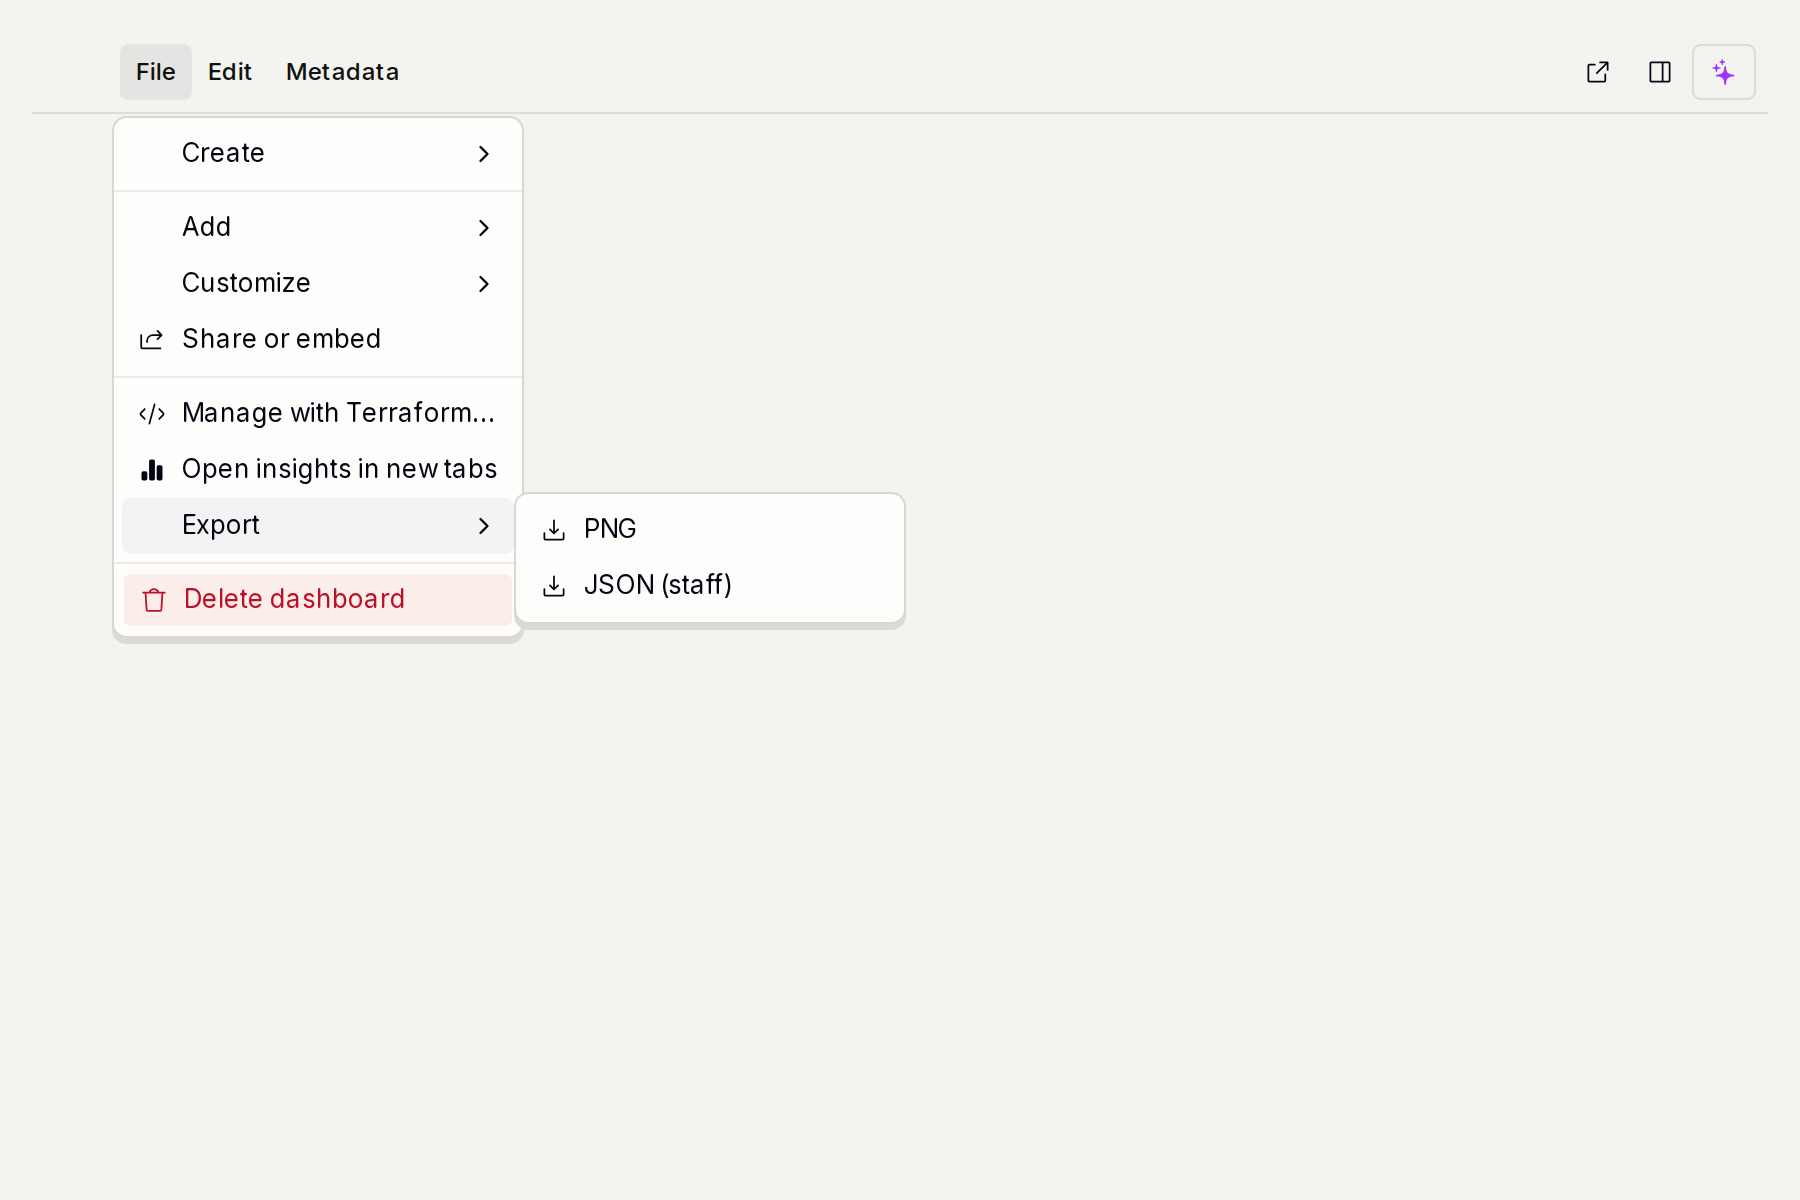 File Edit Metadata
Create
Add
Customize
Share or embed
Manage with Terraform...
Open insights in new tabs
Export
PNG
JSON (staff)
Delete dashboard